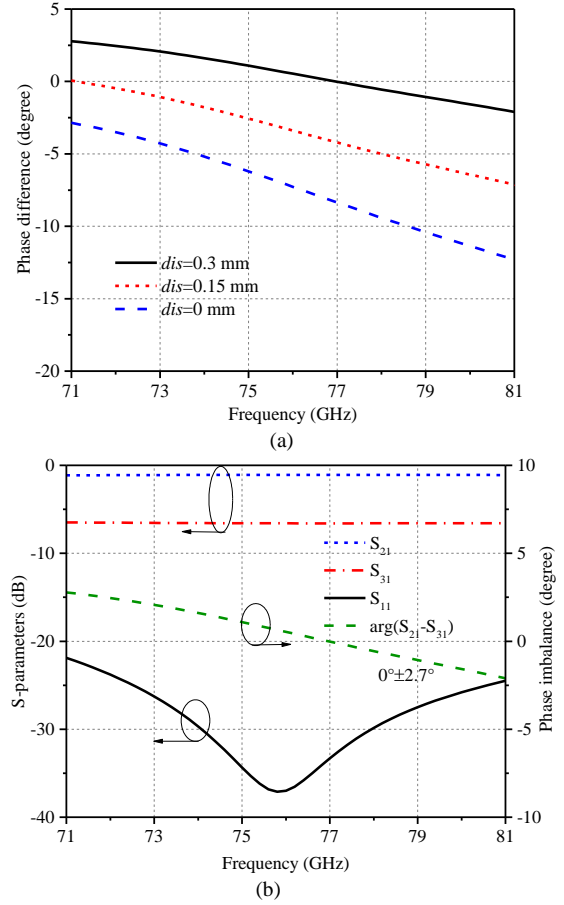 5
0
-5
-10
-15
-20
Phase difference (degree)
dis=0.3 mm
dis=0.15 mm
dis=0 mm
71 73 75 77 79 81
Frequency (GHz)
(a)
0
-10
-20
-30
-40
S-parameters (dB)
10
5
0
-5
-10
Phase imbalance (degree)
S21
S31
S11
arg(S21-S31)
0°±2.7°
71 73 75 77 79 81
Frequency (GHz)
(b)